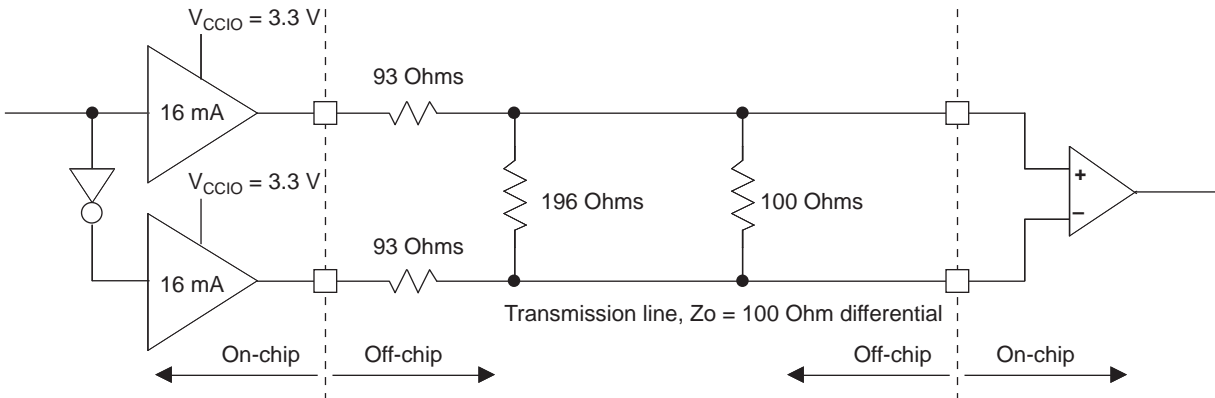 V_CCIO = 3.3 V
93 Ohms
16 mA
V_CCIO = 3.3 V
196 Ohms
100 Ohms
+
−
93 Ohms
16 mA
Transmission line, Zo = 100 Ohm differential
On-chip
Off-chip
Off-chip
On-chip